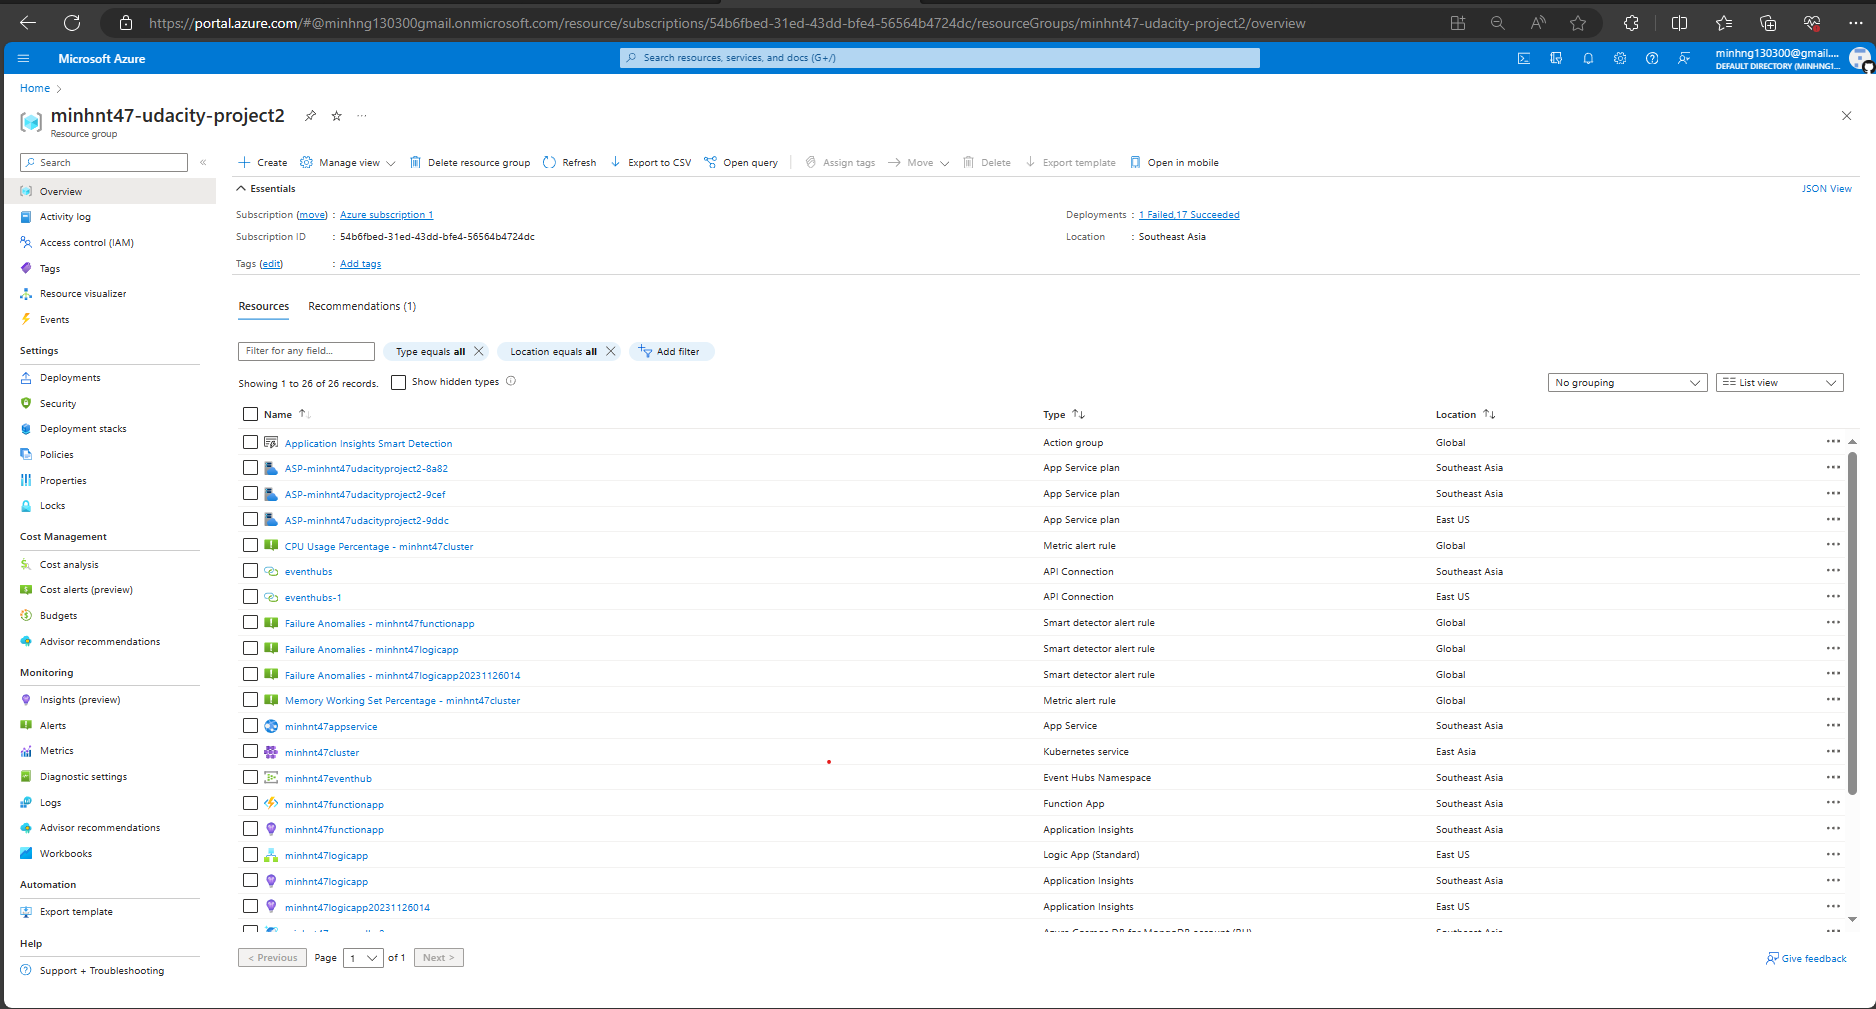 https://portal.azure.com/#@minhng130300gmail.onmicrosoft.com/resource/subscriptions/54b6fbed-31ed-43dd-bfe4-56564b4724dc/resourceGroups/minhnt47-udacity-project2/overview
Microsoft Azure
Search resources, services, and docs (G+/)
minhng130300@gmail....
DEFAULT DIRECTORY (MINHNG1...
Home
minhnt47-udacity-project2
Resource group
Search
Overview
Activity log
Access control (IAM)
Tags
Resource visualizer
Events
Settings
Deployments
Security
Deployment stacks
Policies
Properties
Locks
Cost Management
Cost analysis
Cost alerts (preview)
Budgets
Advisor recommendations
Monitoring
Insights (preview)
Alerts
Metrics
Diagnostic settings
Logs
Advisor recommendations
Workbooks
Automation
Export template
Help
Support + Troubleshooting
Create Manage view Delete resource group Refresh Export to CSV Open query Assign tags Move Delete Export template Open in mobile
Essentials
JSON View
Subscription (move) : Azure subscription 1
Deployments : 1 Failed,17 Succeeded
Subscription ID : 54b6fbed-31ed-43dd-bfe4-56564b4724dc
Location : Southeast Asia
Tags (edit) : Add tags
Resources Recommendations (1)
Filter for any field... Type equals all Location equals all Add filter
Showing 1 to 26 of 26 records. Show hidden types
No grouping List view
Name Type Location
Application Insights Smart Detection Action group Global
ASP-minhnt47udacityproject2-8a82 App Service plan Southeast Asia
ASP-minhnt47udacityproject2-9cef App Service plan Southeast Asia
ASP-minhnt47udacityproject2-9ddc App Service plan East US
CPU Usage Percentage - minhnt47cluster Metric alert rule Global
eventhubs API Connection Southeast Asia
eventhubs-1 API Connection East US
Failure Anomalies - minhnt47functionapp Smart detector alert rule Global
Failure Anomalies - minhnt47logicapp Smart detector alert rule Global
Failure Anomalies - minhnt47logicapp20231126014 Smart detector alert rule Global
Memory Working Set Percentage - minhnt47cluster Metric alert rule Global
minhnt47appservice App Service Southeast Asia
minhnt47cluster Kubernetes service East Asia
minhnt47eventhub Event Hubs Namespace Southeast Asia
minhnt47functionapp Function App Southeast Asia
minhnt47functionapp Application Insights Southeast Asia
minhnt47logicapp Logic App (Standard) East US
minhnt47logicapp Application Insights Southeast Asia
minhnt47logicapp20231126014 Application Insights East US
Azure Cosmos DB for MongoDB account (RU) Southeast Asia
< Previous Page 1 of 1 Next >
Give feedback